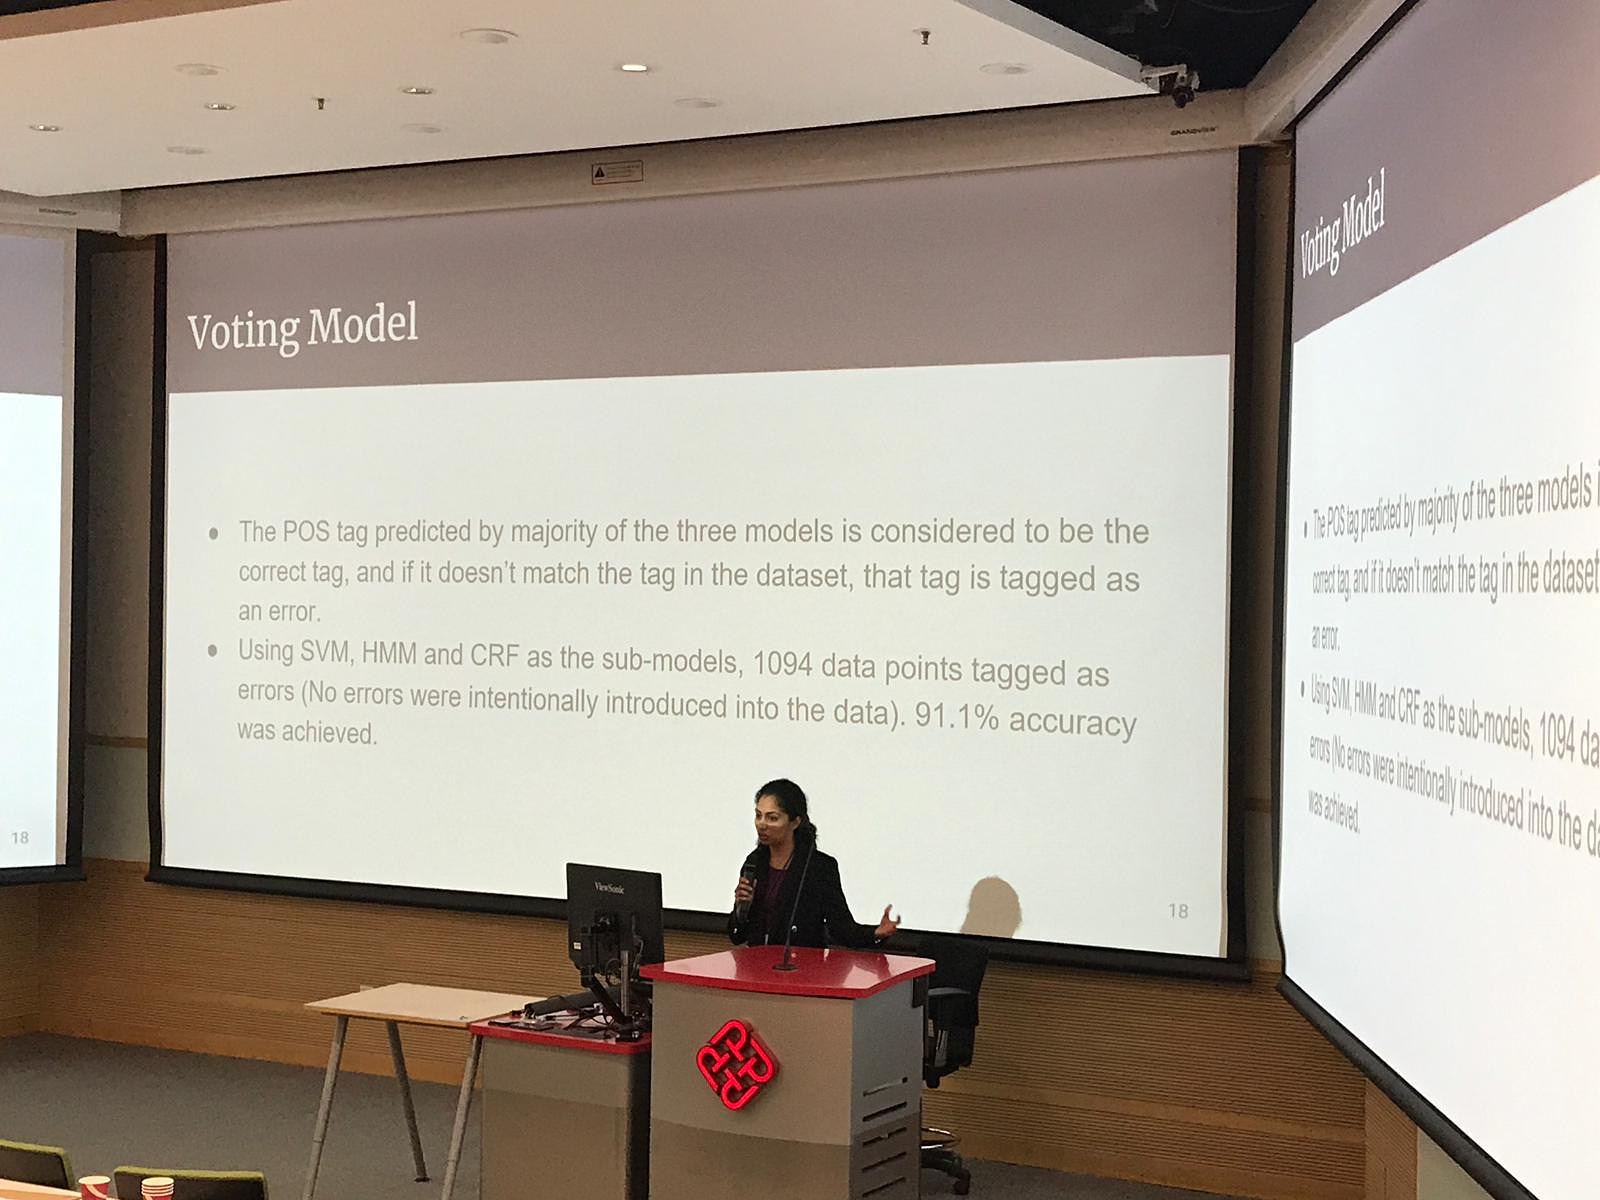 GRANDVIEW
Voting Model
The POS tag predicted by majority of the three models is considered to be the
correct tag, and if it doesn't match the tag in the dataset, that tag is tagged as
an error.
Using SVM, HMM and CRF as the sub-models, 1094 data points tagged as
errors (No errors were intentionally introduced into the data). 91.1% accuracy
was achieved.
18
18
ViewSonic
Voting Model
The POS tag predicted by majority of the three models
correct tag, and if it doesn't match the tag in the dataset
an error.
Using SVM, HMM and CRF as the sub-models, 1094
errors (No errors were intentionally introduced into the
was achieved.